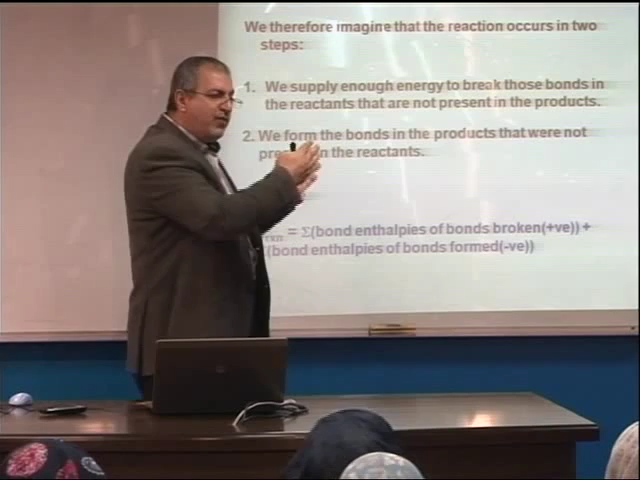 We therefore imagine that the reaction occurs in two
steps:
1. We supply enough energy to break those bonds in
the reactants that are not present in the products.
2. We form the bonds in the products that were not
in the reactants.
rxn = Σ(bond enthalpies of bonds broken(+ve)) +
(bond enthalpies of bonds formed(-ve))